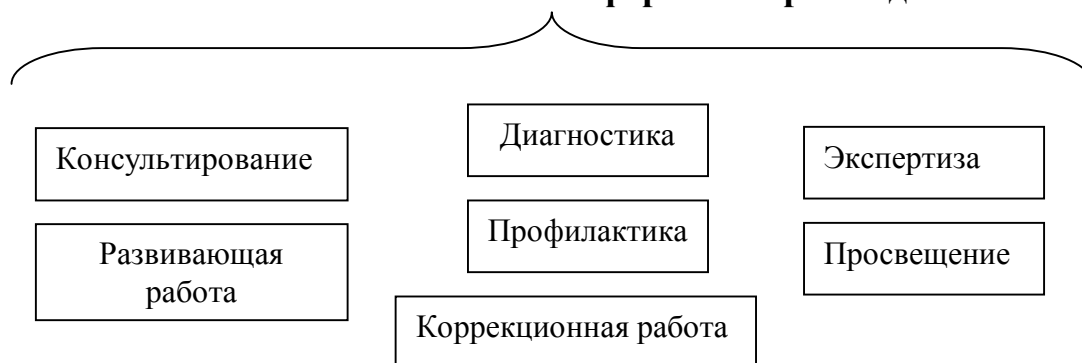 Консультирование
Развивающая
работа
Диагностика
Профилактика
Коррекционная работа
Экспертиза
Просвещение